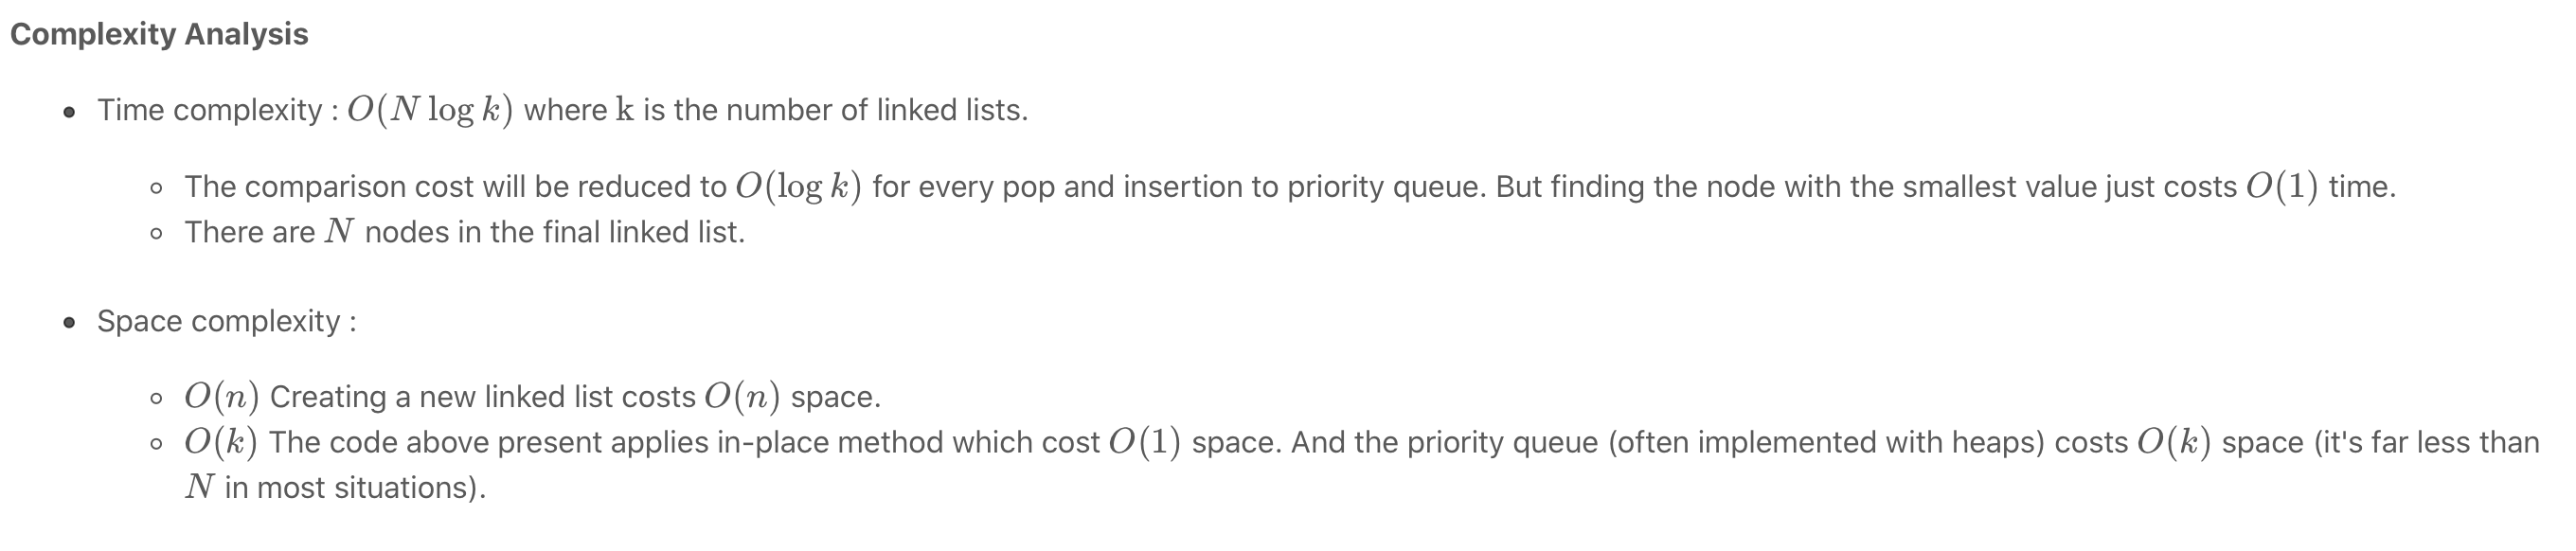 Complexity Analysis
• Time complexity : O(N log k) where k is the number of linked lists.
◦ The comparison cost will be reduced to O(log k) for every pop and insertion to priority queue. But finding the node with the smallest value just costs O(1) time.
◦ There are N nodes in the final linked list.
• Space complexity :
◦ O(n) Creating a new linked list costs O(n) space.
◦ O(k) The code above present applies in-place method which cost O(1) space. And the priority queue (often implemented with heaps) costs O(k) space (it's far less than
N in most situations).